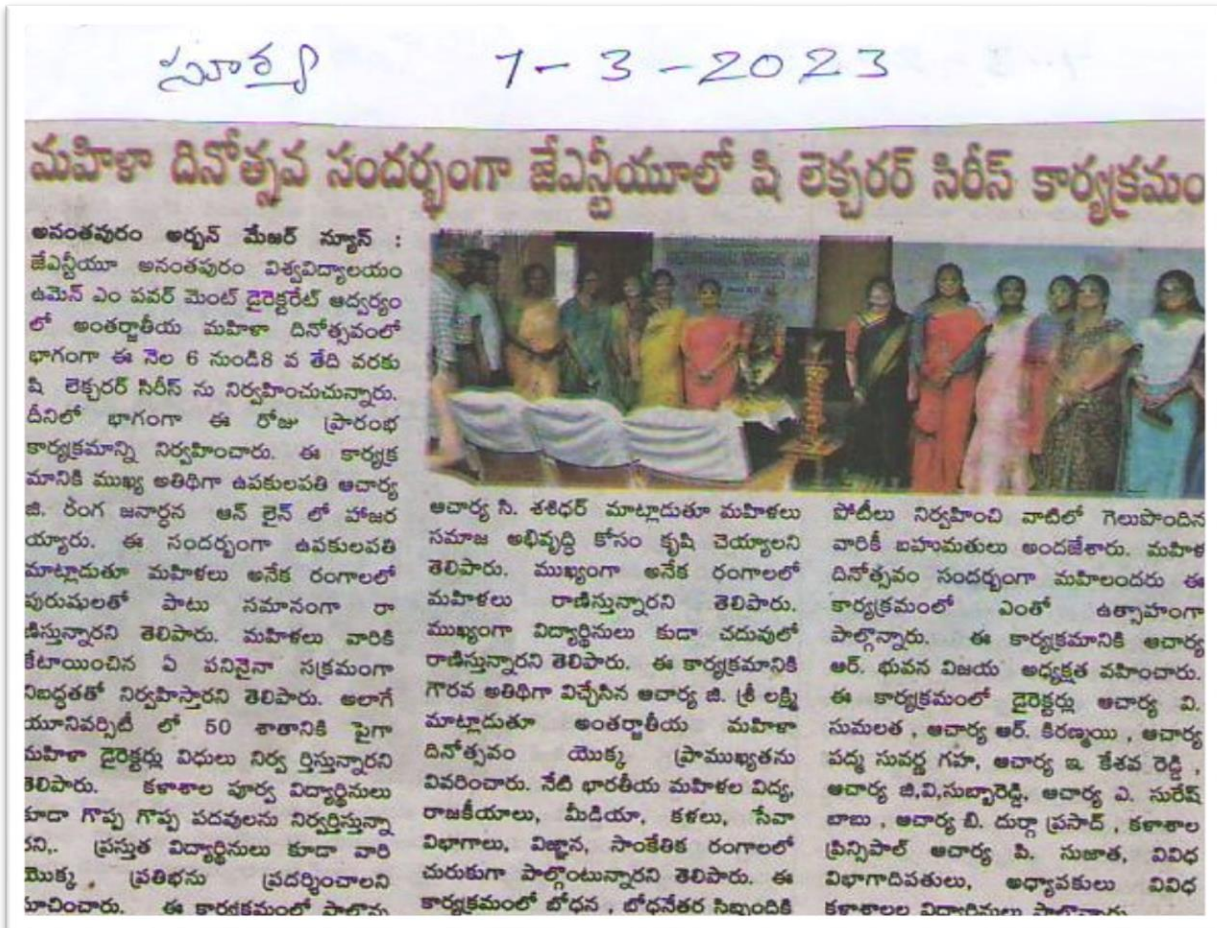 సూర్య 7-3-2023
మహిళా దినోత్సవ సందర్భంగా జేఎన్టీయూలో షి లెక్చరర్ సిరీస్ కార్యక్రమం
అనంతపురం అర్బన్ మేజర్ న్యూస్ :
జేఎన్టీయూ అనంతపురం విశ్వవిద్యాలయం
ఉమెన్ ఎం పవర్ మెంట్ డైరెక్టరేట్ ఆధ్వర్యం
లో అంతర్జాతీయ మహిళా దినోత్సవంలో
భాగంగా ఈ నెల 6 నుండి8 వ తేది వరకు
షి లెక్చరర్ సిరీస్ ను నిర్వహించుచున్నారు.
దీనిలో భాగంగా ఈ రోజు ప్రారంభ
కార్యక్రమాన్ని నిర్వహించారు. ఈ కార్యక్ర
మానికి ముఖ్య అతిథిగా ఉపకులపతి ఆచార్య
జి. రంగ జనార్ధన ఆన్ లైన్ లో హాజర
య్యారు. ఈ సందర్భంగా ఉపకులపతి
మాట్లాడుతూ మహిళలు అనేక రంగాలలో
పురుషులతో పాటు సమానంగా రా
ణిస్తున్నారని తెలిపారు. మహిళలు వారికి
కేటాయించిన ఏ పనినైనా సక్రమంగా
నిబద్ధతతో నిర్వహిస్తారని తెలిపారు. అలాగే
యూనివర్సిటీ లో 50 శాతానికి పైగా
మహిళా డైరెక్టర్లు విధులు నిర్వ ర్తిస్తున్నారని
తెలిపారు. కళాశాల పూర్వ విద్యార్థినులు
కూడా గొప్ప గొప్ప పదవులను నిర్వర్తిస్తున్నా
రని,. ప్రస్తుత విద్యార్థినులు కూడా వారి
యొక్క, ప్రతిభను ప్రదర్శించాలని
సూచించారు. ఈ కార్యక్రమంలో పాల్గొన్న
ఆచార్య సి. శశిధర్ మాట్లాడుతూ మహిళలు
సమాజ అభివృద్ధి కోసం కృషి చెయ్యాలని
తెలిపారు. ముఖ్యంగా అనేక రంగాలలో
మహిళలు రాణిస్తున్నారని తెలిపారు.
ముఖ్యంగా విద్యార్థినులు కుడా చదువులో
రాణిస్తున్నారని తెలిపారు. ఈ కార్యక్రమానికి
గౌరవ అతిథిగా విచ్చేసిన ఆచార్య జి. శ్రీ లక్ష్మి
మాట్లాడుతూ అంతర్జాతీయ మహిళా
దినోత్సవం యొక్క ప్రాముఖ్యతను
వివరించారు. నేటి భారతీయ మహిళల విద్య,
రాజకీయాలు, మీడియా, కళలు, సేవా
విభాగాలు, విజ్ఞాన, సాంకేతిక రంగాలలో
చురుకుగా పాల్గొంటున్నారని తెలిపారు. ఈ
కార్యక్రమంలో బోధన , బోధనేతర సిబ్బందికి
పోటీలు నిర్వహించి వాటిలో గెలుపొందిన
వారికీ బహుమతులు అందజేశారు. మహిళ
దినోత్సవం సందర్భంగా మహిలందరు ఈ
కార్యక్రమంలో ఎంతో ఉత్సాహంగా
పాల్గొన్నారు. ఈ కార్యక్రమానికి ఆచార్య
ఆర్. భువన విజయ అధ్యక్షత వహించారు.
ఈ కార్యక్రమంలో డైరెక్టర్లు ఆచార్య వి.
సుమలత , ఆచార్య ఆర్. కిరణ్మయి , ఆచార్య
పద్మ సువర్ణ గహ, ఆచార్య ఇ కేశవ రెడ్డి ,
ఆచార్య జి,వి,సుబ్బారెడ్డి, ఆచార్య ఎ. సురేష్
బాబు , ఆచార్య బి. దుర్గా ప్రసాద్ , కళాశాల
ప్రిన్సిపాల్ ఆచార్య పి. సుజాత, వివిధ
విభాగాదిపతులు, అధ్యాపకులు వివిధ
కళాశాలల విద్యార్థినులు పాల్గొన్నారు